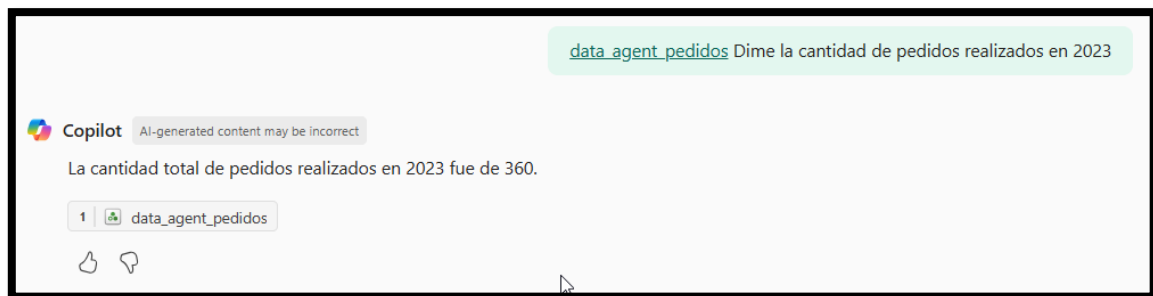 data_agent_pedidos Dime la cantidad de pedidos realizados en 2023
Copilot AI-generated content may be incorrect
La cantidad total de pedidos realizados en 2023 fue de 360.
1 data_agent_pedidos